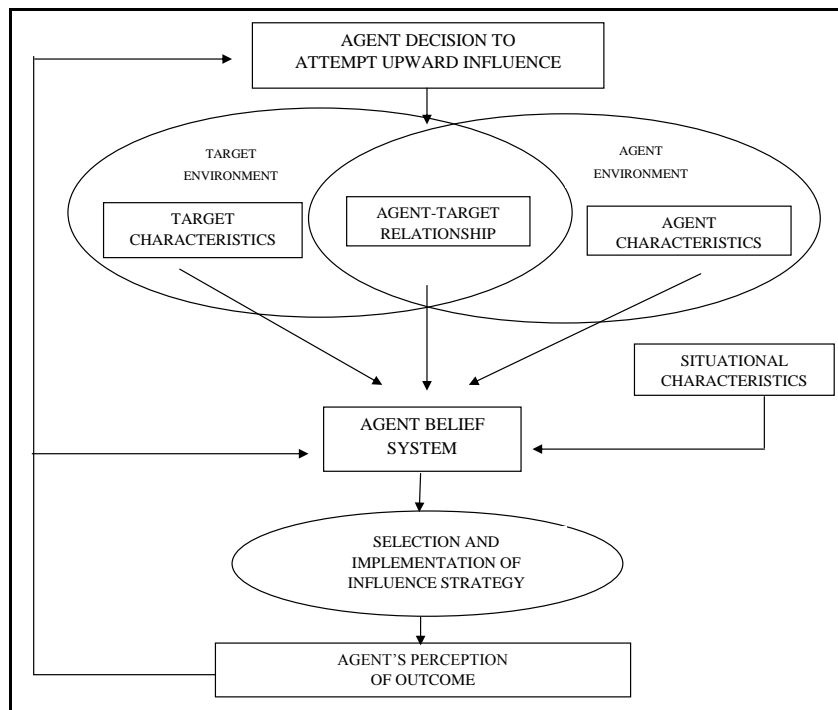 AGENT DECISION TO
ATTEMPT UPWARD INFLUENCE
TARGET
ENVIRONMENT
AGENT
ENVIRONMENT
TARGET
CHARACTERISTICS
AGENT-TARGET
RELATIONSHIP
AGENT
CHARACTERISTICS
SITUATIONAL
CHARACTERISTICS
AGENT BELIEF
SYSTEM
SELECTION AND
IMPLEMENTATION OF
INFLUENCE STRATEGY
AGENT'S PERCEPTION
OF OUTCOME